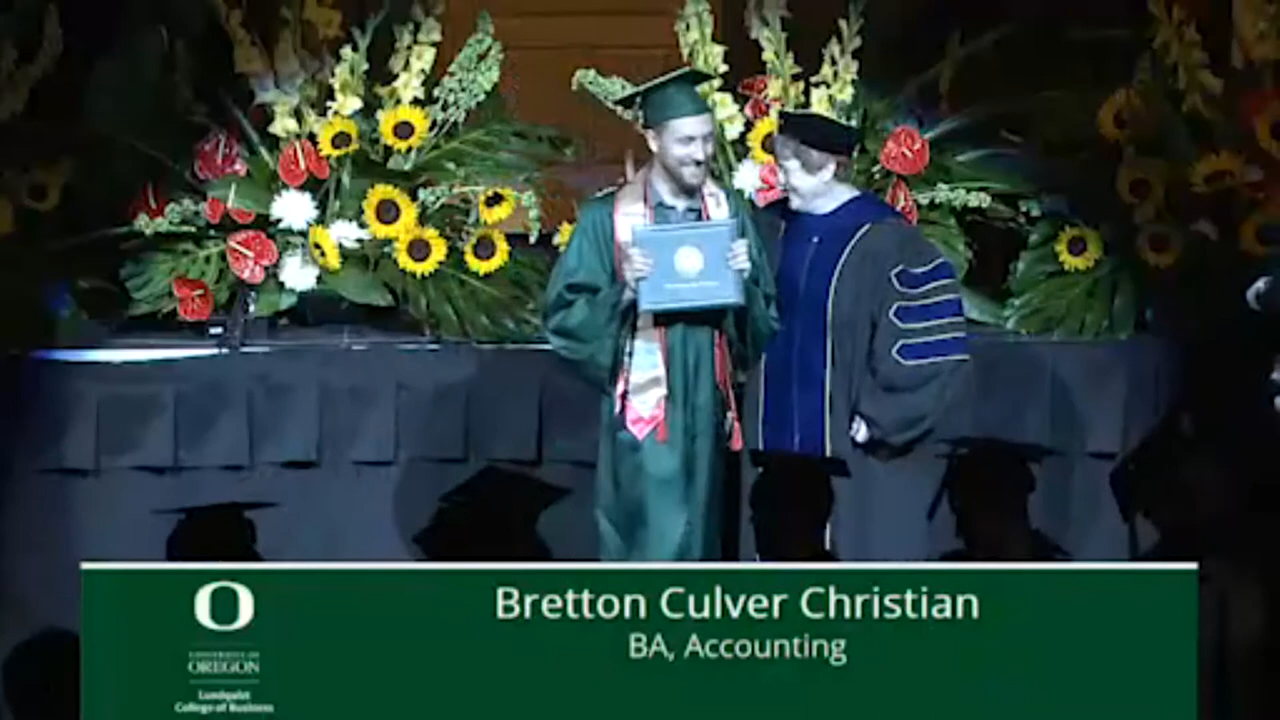 Bretton Culver Christian
BA, Accounting
O
UNIVERSITY OF
OREGON
Lundquist
College of Business